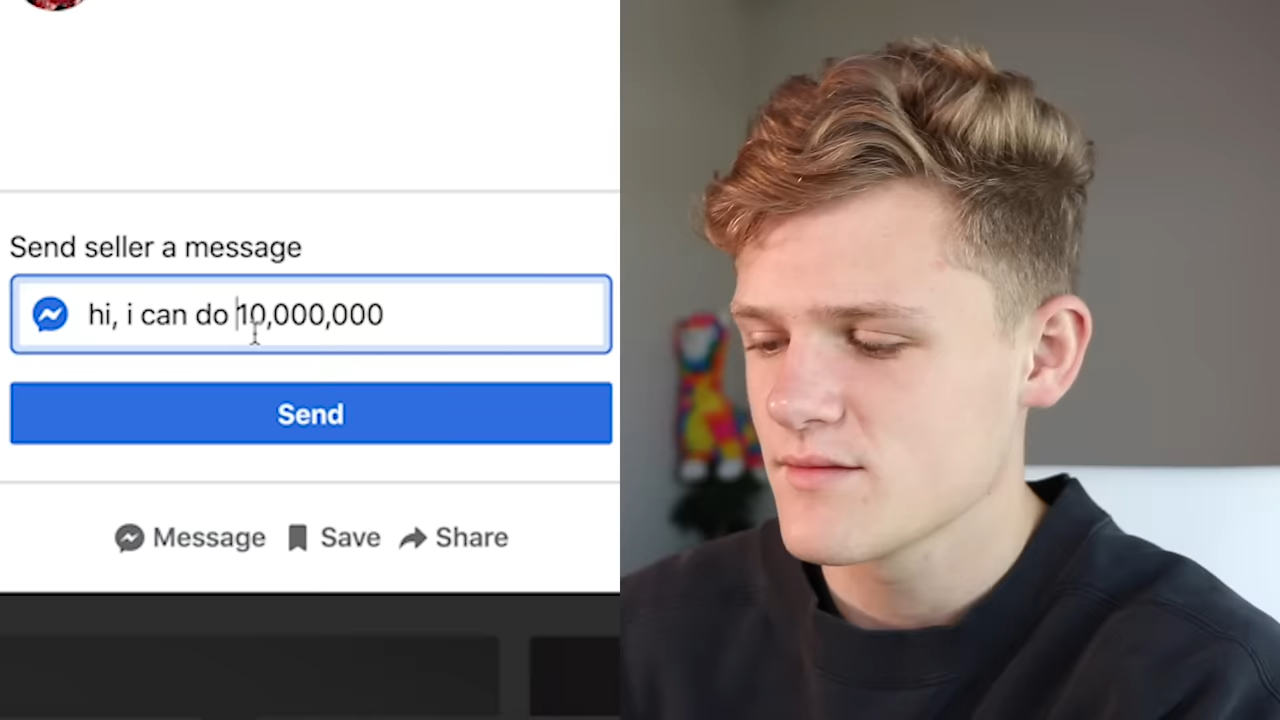 Send seller a message
hi, i can do 10,000,000
Send
Message Save Share